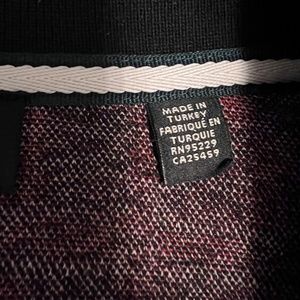 MADE IN
TURKEY
FABRIQUÉ EN
TURQUIE
RN95229
CA25459